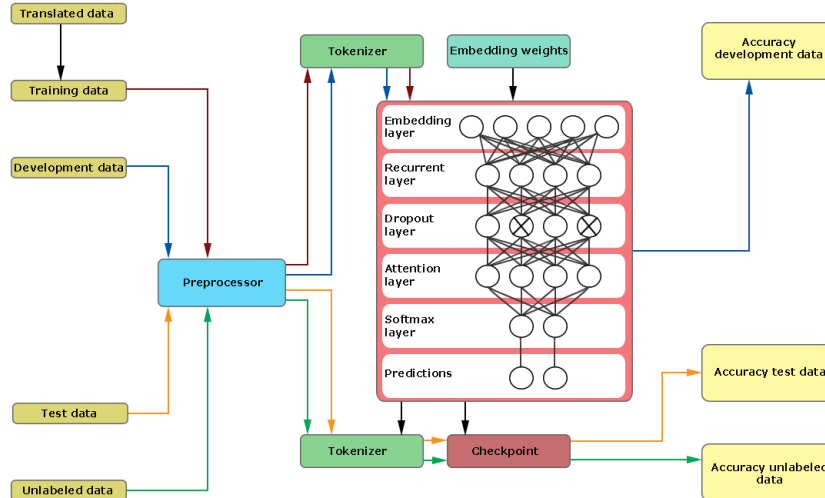 Translated data
Training data
Development data
Test data
Unlabeled data
Preprocessor
Tokenizer
Embedding weights
Embedding
layer
Recurrent
layer
Dropout
layer
Attention
layer
Softmax
layer
Predictions
Tokenizer
Checkpoint
Accuracy
development data
Accuracy test data
Accuracy unlabeled
data